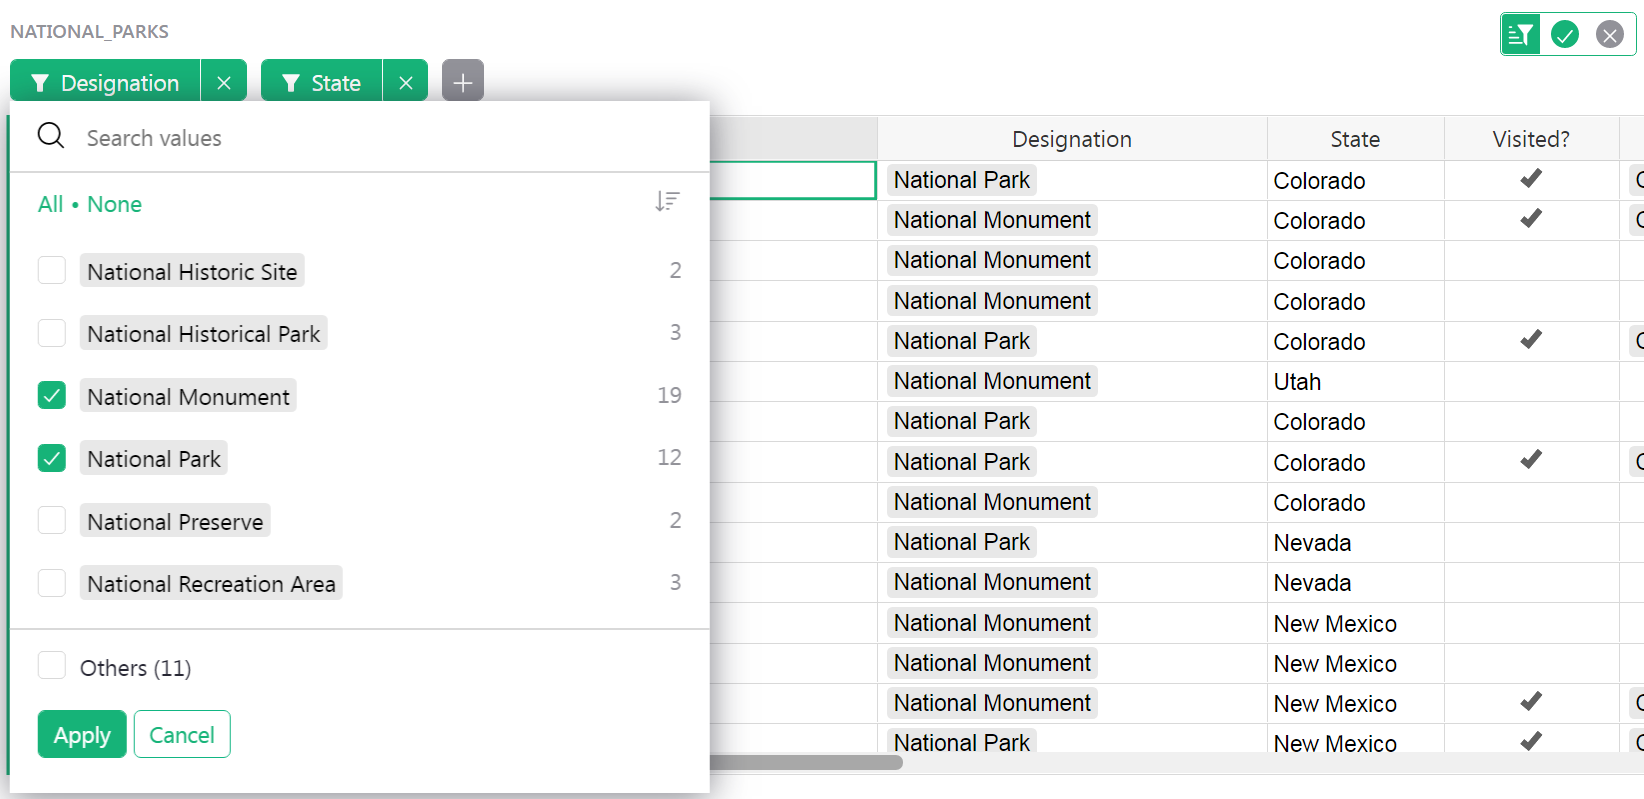 NATIONAL_PARKS
Designation
State
Search values
All • None
National Historic Site 2
National Historical Park 3
National Monument 19
National Park 12
National Preserve 2
National Recreation Area 3
Others (11)
Apply Cancel
Designation State Visited?
National Park Colorado
National Monument Colorado
National Monument Colorado
National Monument Colorado
National Park Colorado
National Monument Utah
National Park Colorado
National Park Colorado
National Monument Colorado
National Park Nevada
National Monument Nevada
National Monument New Mexico
National Monument New Mexico
National Monument New Mexico
National Park New Mexico